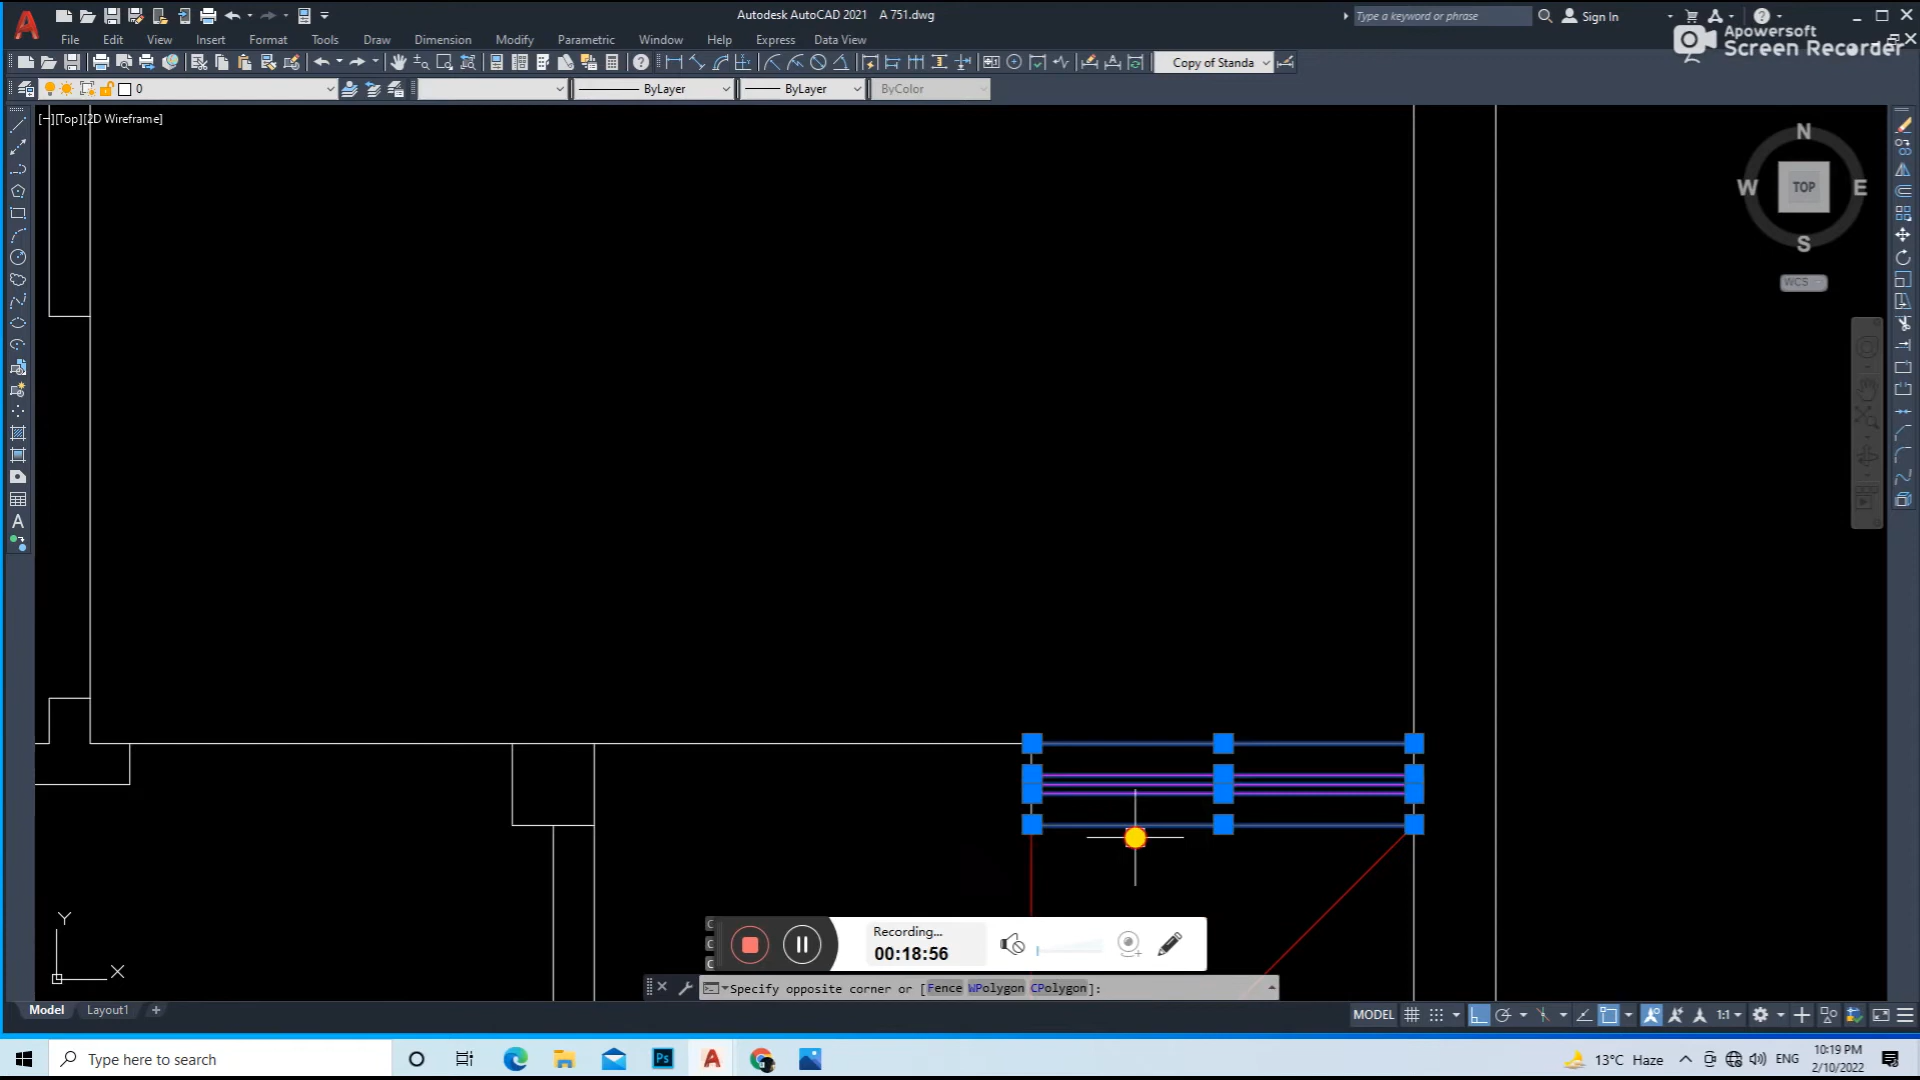 Autodesk AutoCAD 2021 A 751.dwg
Type a keyword or phrase
Sign In
File Edit View Insert Format Tools Draw Dimension Modify Parametric Window Help Express Data View
Apowersoft
Screen Recorder
Copy of Standa
0
ByLayer
ByLayer
ByColor
[−][Top][2D Wireframe]
N
W TOP E
S
WCS
A
Y
X
C
C
C
Recording...
00:18:56
Specify opposite corner or [Fence WPolygon CPolygon]:
Model Layout1 +
MODEL
1:1
Type here to search
Ps
A
13°C Haze
ENG
10:19 PM
2/10/2022